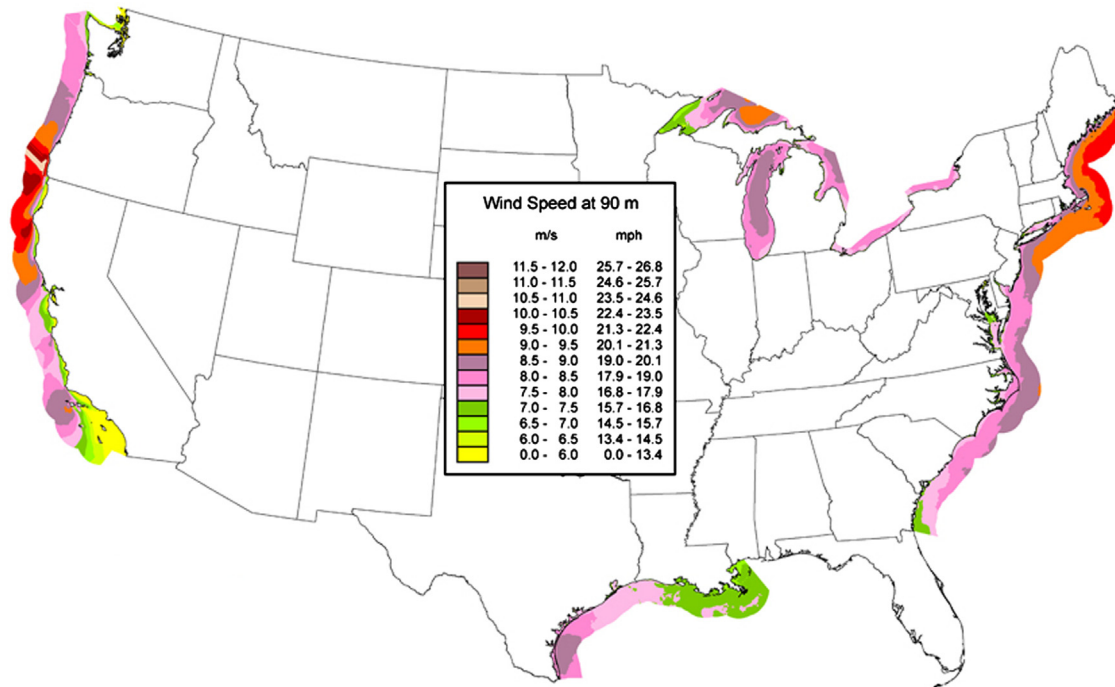 Wind Speed at 90 m
m/s mph
11.5 - 12.0 25.7 - 26.8
11.0 - 11.5 24.6 - 25.7
10.5 - 11.0 23.5 - 24.6
10.0 - 10.5 22.4 - 23.5
9.5 - 10.0 21.3 - 22.4
9.0 - 9.5 20.1 - 21.3
8.5 - 9.0 19.0 - 20.1
8.0 - 8.5 17.9 - 19.0
7.5 - 8.0 16.8 - 17.9
7.0 - 7.5 15.7 - 16.8
6.5 - 7.0 14.5 - 15.7
6.0 - 6.5 13.4 - 14.5
0.0 - 6.0 0.0 - 13.4